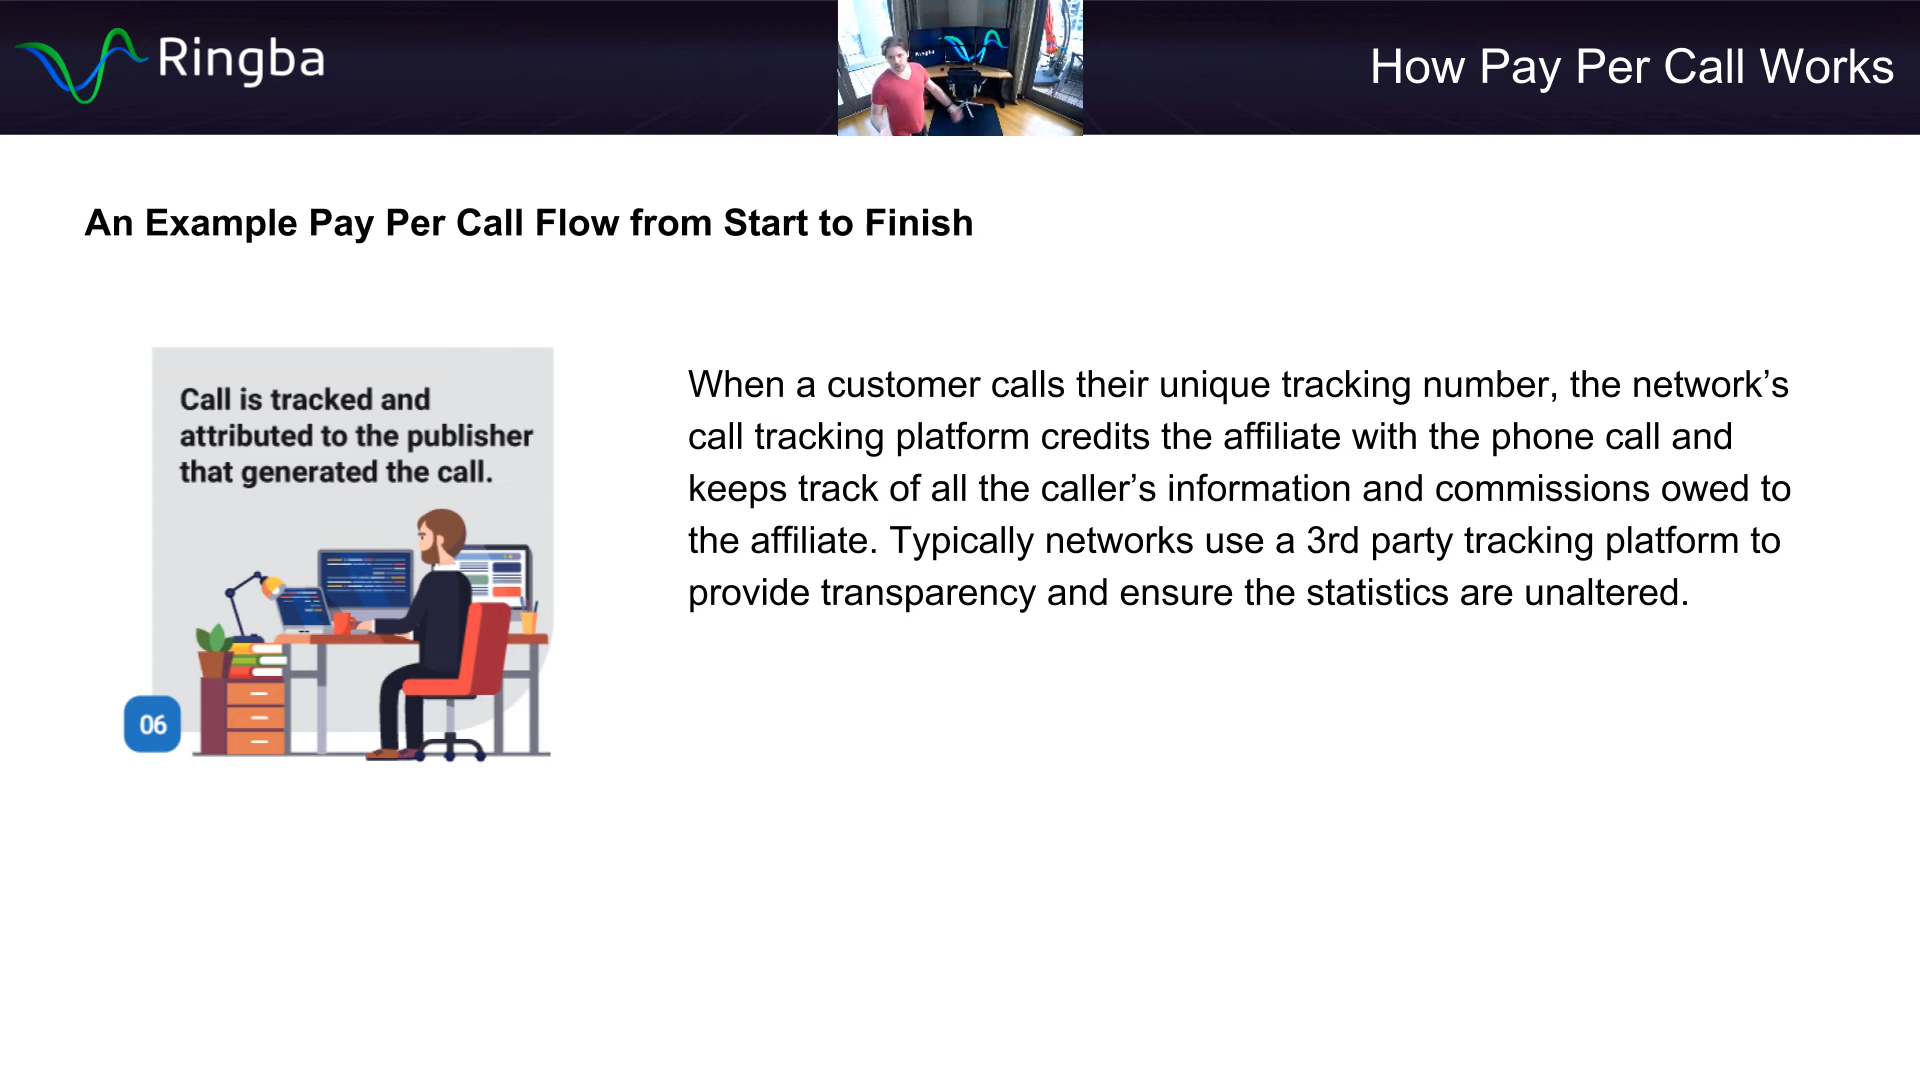 Ringba
How Pay Per Call Works
An Example Pay Per Call Flow from Start to Finish
Call is tracked and
attributed to the publisher
that generated the call.
06
When a customer calls their unique tracking number, the network’s
call tracking platform credits the affiliate with the phone call and
keeps track of all the caller’s information and commissions owed to
the affiliate. Typically networks use a 3rd party tracking platform to
provide transparency and ensure the statistics are unaltered.